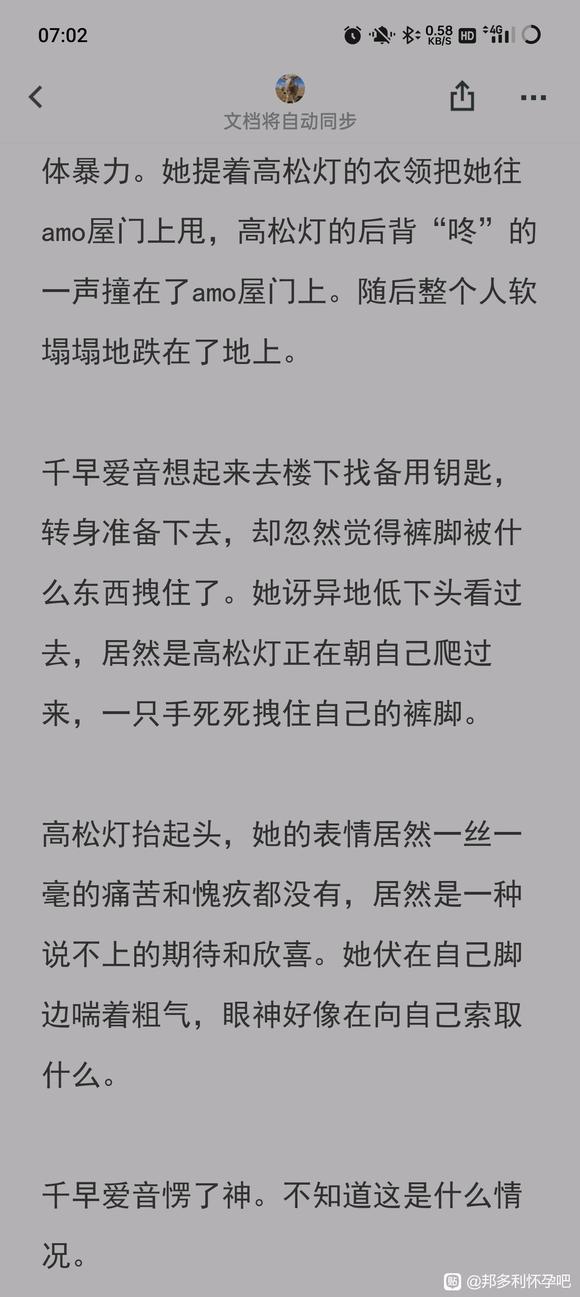 07:02
0.58
KB/S
HD
4G
文档将自动同步
体暴力。她提着高松灯的衣领把她往
amo屋门上甩，高松灯的后背“咚”的
一声撞在了amo屋门上。随后整个人软
塌塌地跌在了地上。
千早爱音想起来去楼下找备用钥匙，
转身准备下去，却忽然觉得裤脚被什
么东西拽住了。她讶异地低下头看过
去，居然是高松灯正在朝自己爬过
来，一只手死死拽住自己的裤脚。
高松灯抬起头，她的表情居然一丝一
毫的痛苦和愧疚都没有，居然是一种
说不上的期待和欣喜。她伏在自己脚
边喘着粗气，眼神好像在向自己索取
什么。
千早爱音愣了神。不知道这是什么情
况。
贴 @邦多利怀孕吧